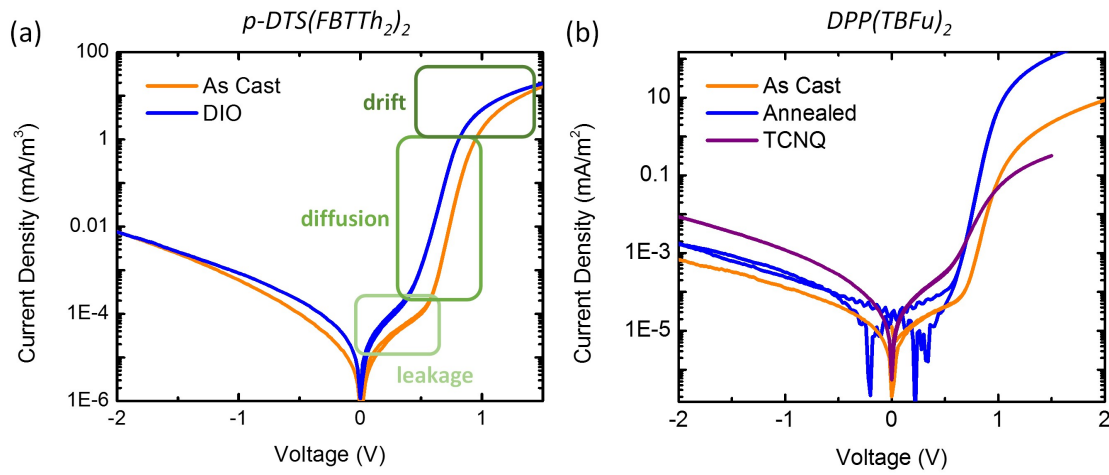 (a)
p-DTS(FBTTh₂)₂
Current Density (mA/m³)
100
1
0.01
1E-4
1E-6
As Cast
DIO
drift
diffusion
leakage
-2
-1
0
1
Voltage (V)
(b)
DPP(TBFu)₂
Current Density (mA/m²)
10
0.1
1E-3
1E-5
As Cast
Annealed
TCNQ
-2
-1
0
1
2
Voltage (V)